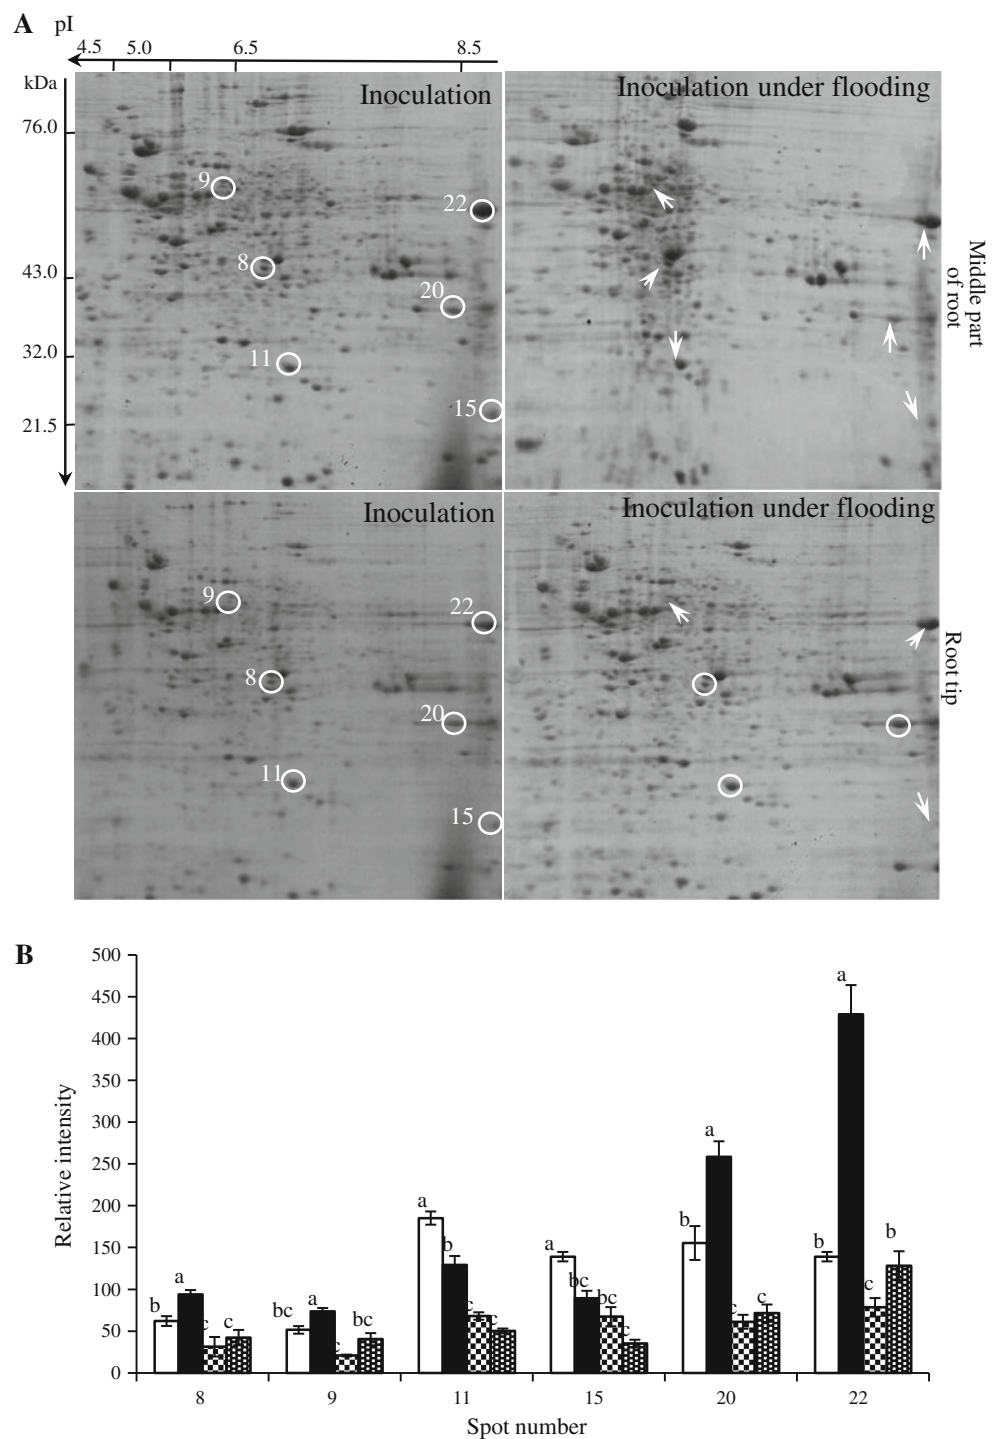 A
pI
4.5 5.0 6.5 8.5
kDa
76.0
43.0
32.0
21.5
Inoculation
9
22
8
20
11
15
Inoculation under flooding
Middle part
of root
Inoculation
9
22
8
20
11
15
Inoculation under flooding
Root tip
B
Relative intensity
500
450
400
350
300
250
200
150
100
50
0
b a c c
bc a c bc
a b c c
a bc bc c
b a c c
b a c b
8 9 11 15 20 22
Spot number